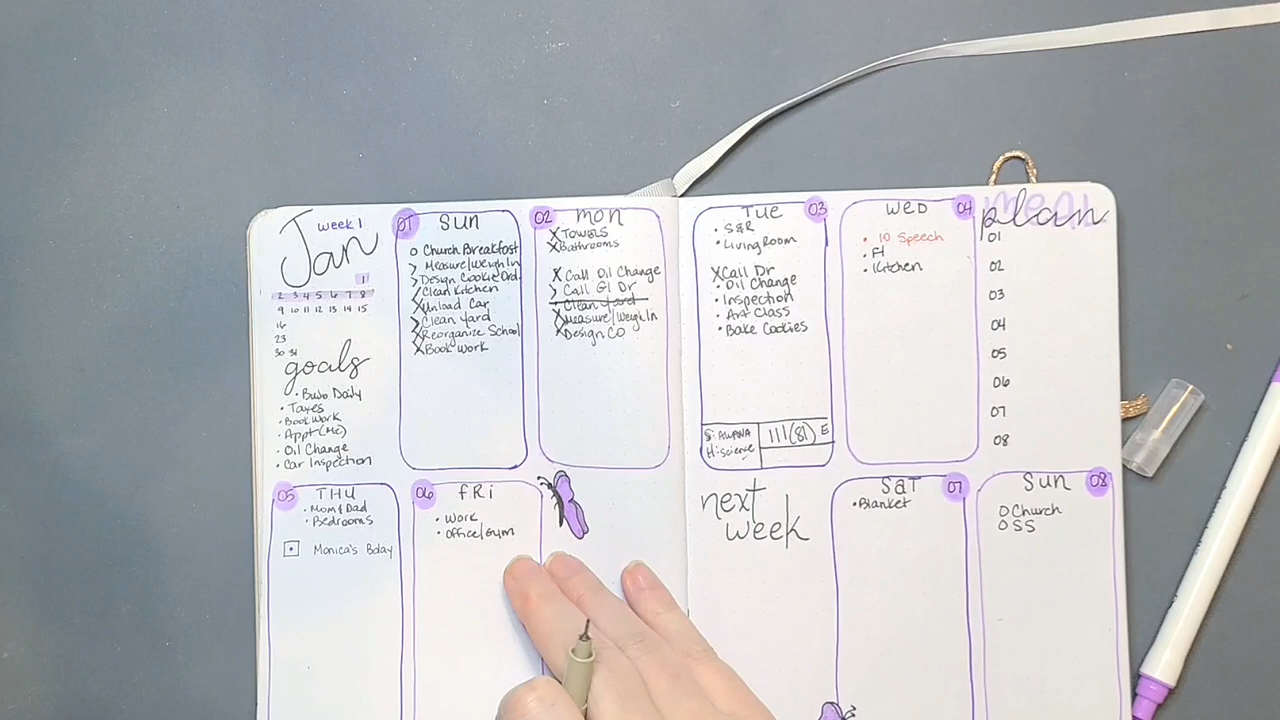 Jan
week 1
1
2 3 4 5 6 7 8
9 10 11 12 13 14 15
16
23
30 31
goals
• Bujo Daily
• Taxes
• Book Work
• Appt (Mc)
• Oil Change
• Car Inspection
01 Sun
O Church Breakfast
> Measure/Weigh In
> Design Cookie Ord.
Clean Kitchen
X Unload Car
Clean Yard
X Reorganize School
X Book Work
02 mon
X Towels
X Bathrooms
X Call Oil Change
> Call GI Dr
Clean Yard
X Measure/Weigh In
X Design CO
Tue 03
• S&R
• Living Room
X Call Dr
• Oil Change
• Inspection
• Art Class
• Bake Cookies
111(81) E
H-science
Wed 04
• 10 Speech
• Kitchen
menu
plan
01
02
03
04
05
06
07
08
05 THU
• Mom & Dad
• Bedrooms
Monica's Bday
06 FRI
• Work
• Office/Gym
next
week
Sat 07
• Blanket
Sun 08
O Church
O SS